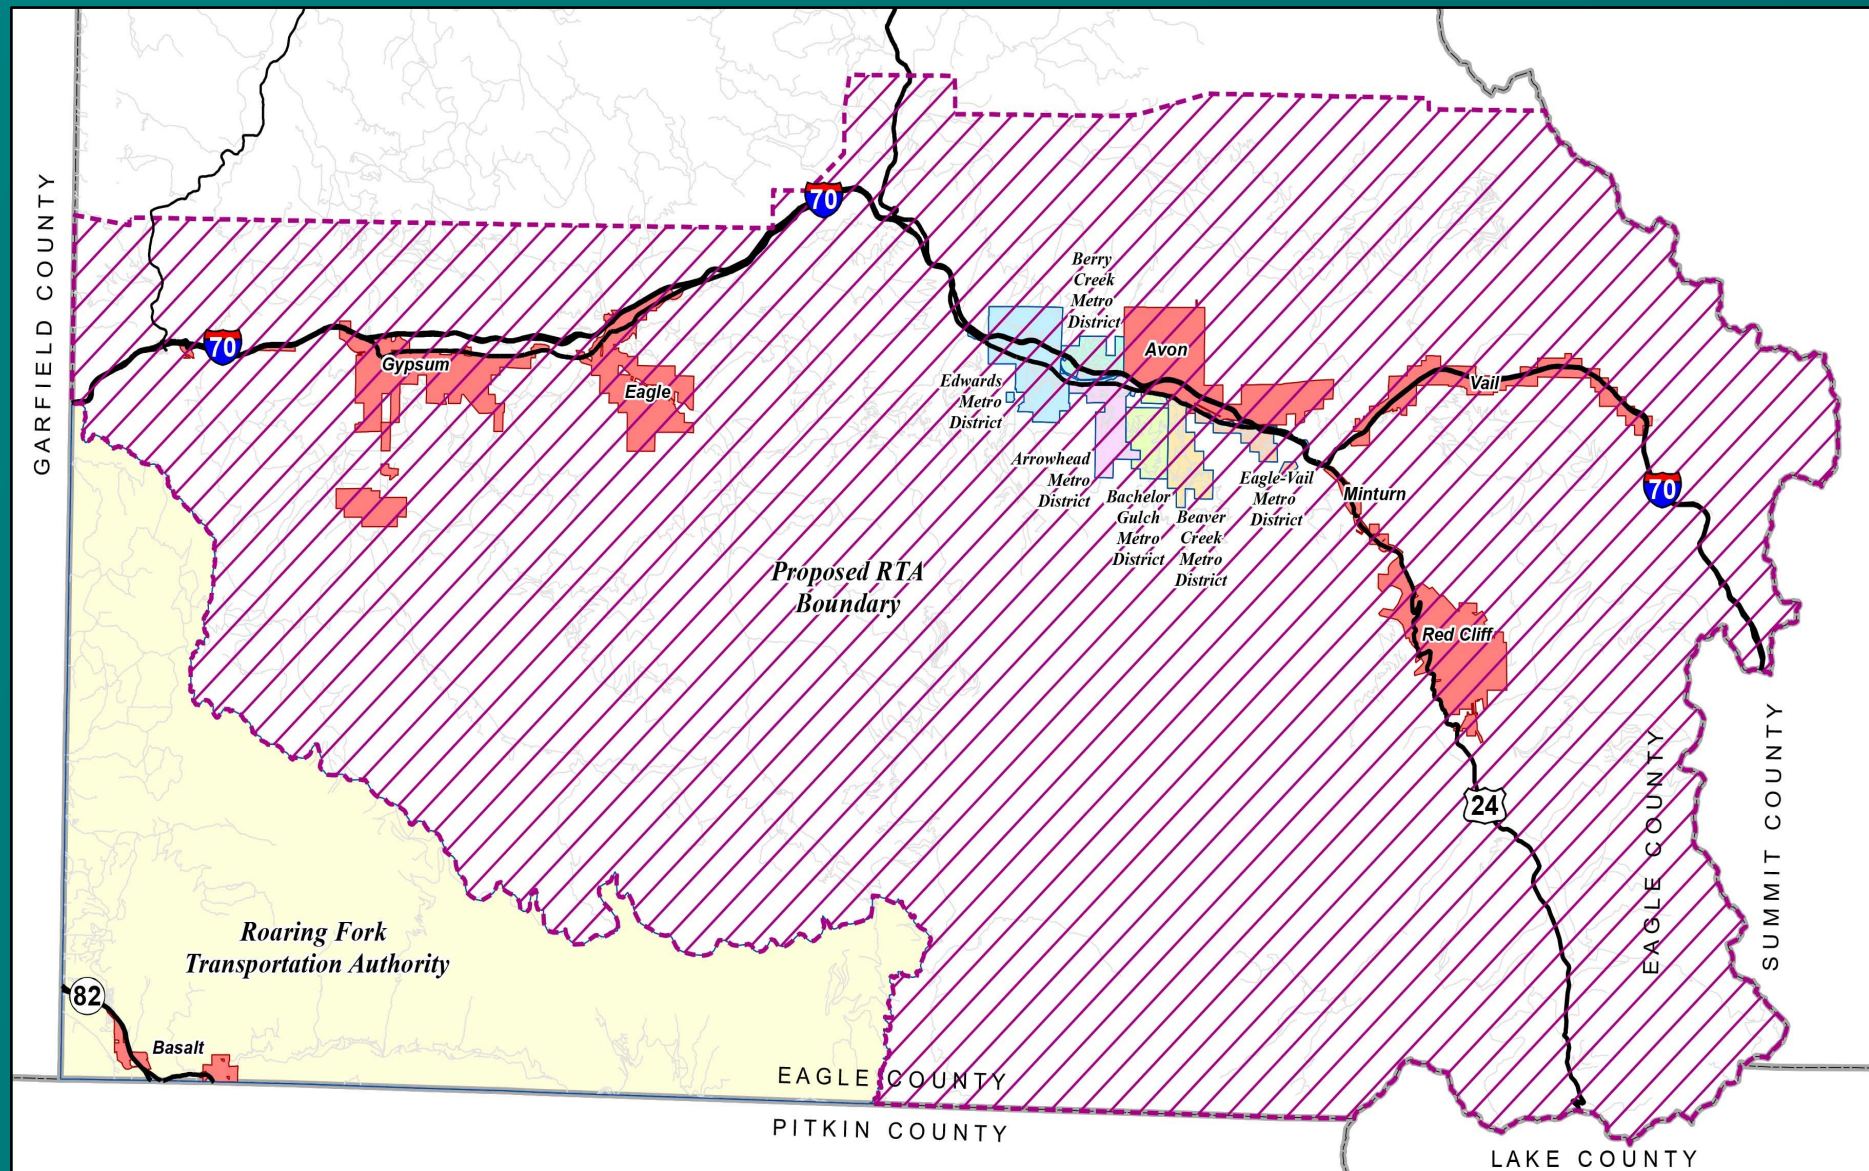 GARFIELD COUNTY
70
70
Berry
Creek
Metro
District
Avon
Gypsum
Eagle
Edwards
Metro
District
Vail
Arrowhead
Metro
District
Bachelor
Gulch
Metro
District
Beaver
Creek
Metro
District
Eagle-Vail
Metro
District
Minturn
70
Proposed RTA
Boundary
Red Cliff
24
EAGLE COUNTY
SUMMIT COUNTY
Roaring Fork
Transportation Authority
82
Basalt
EAGLE COUNTY
PITKIN COUNTY
LAKE COUNTY